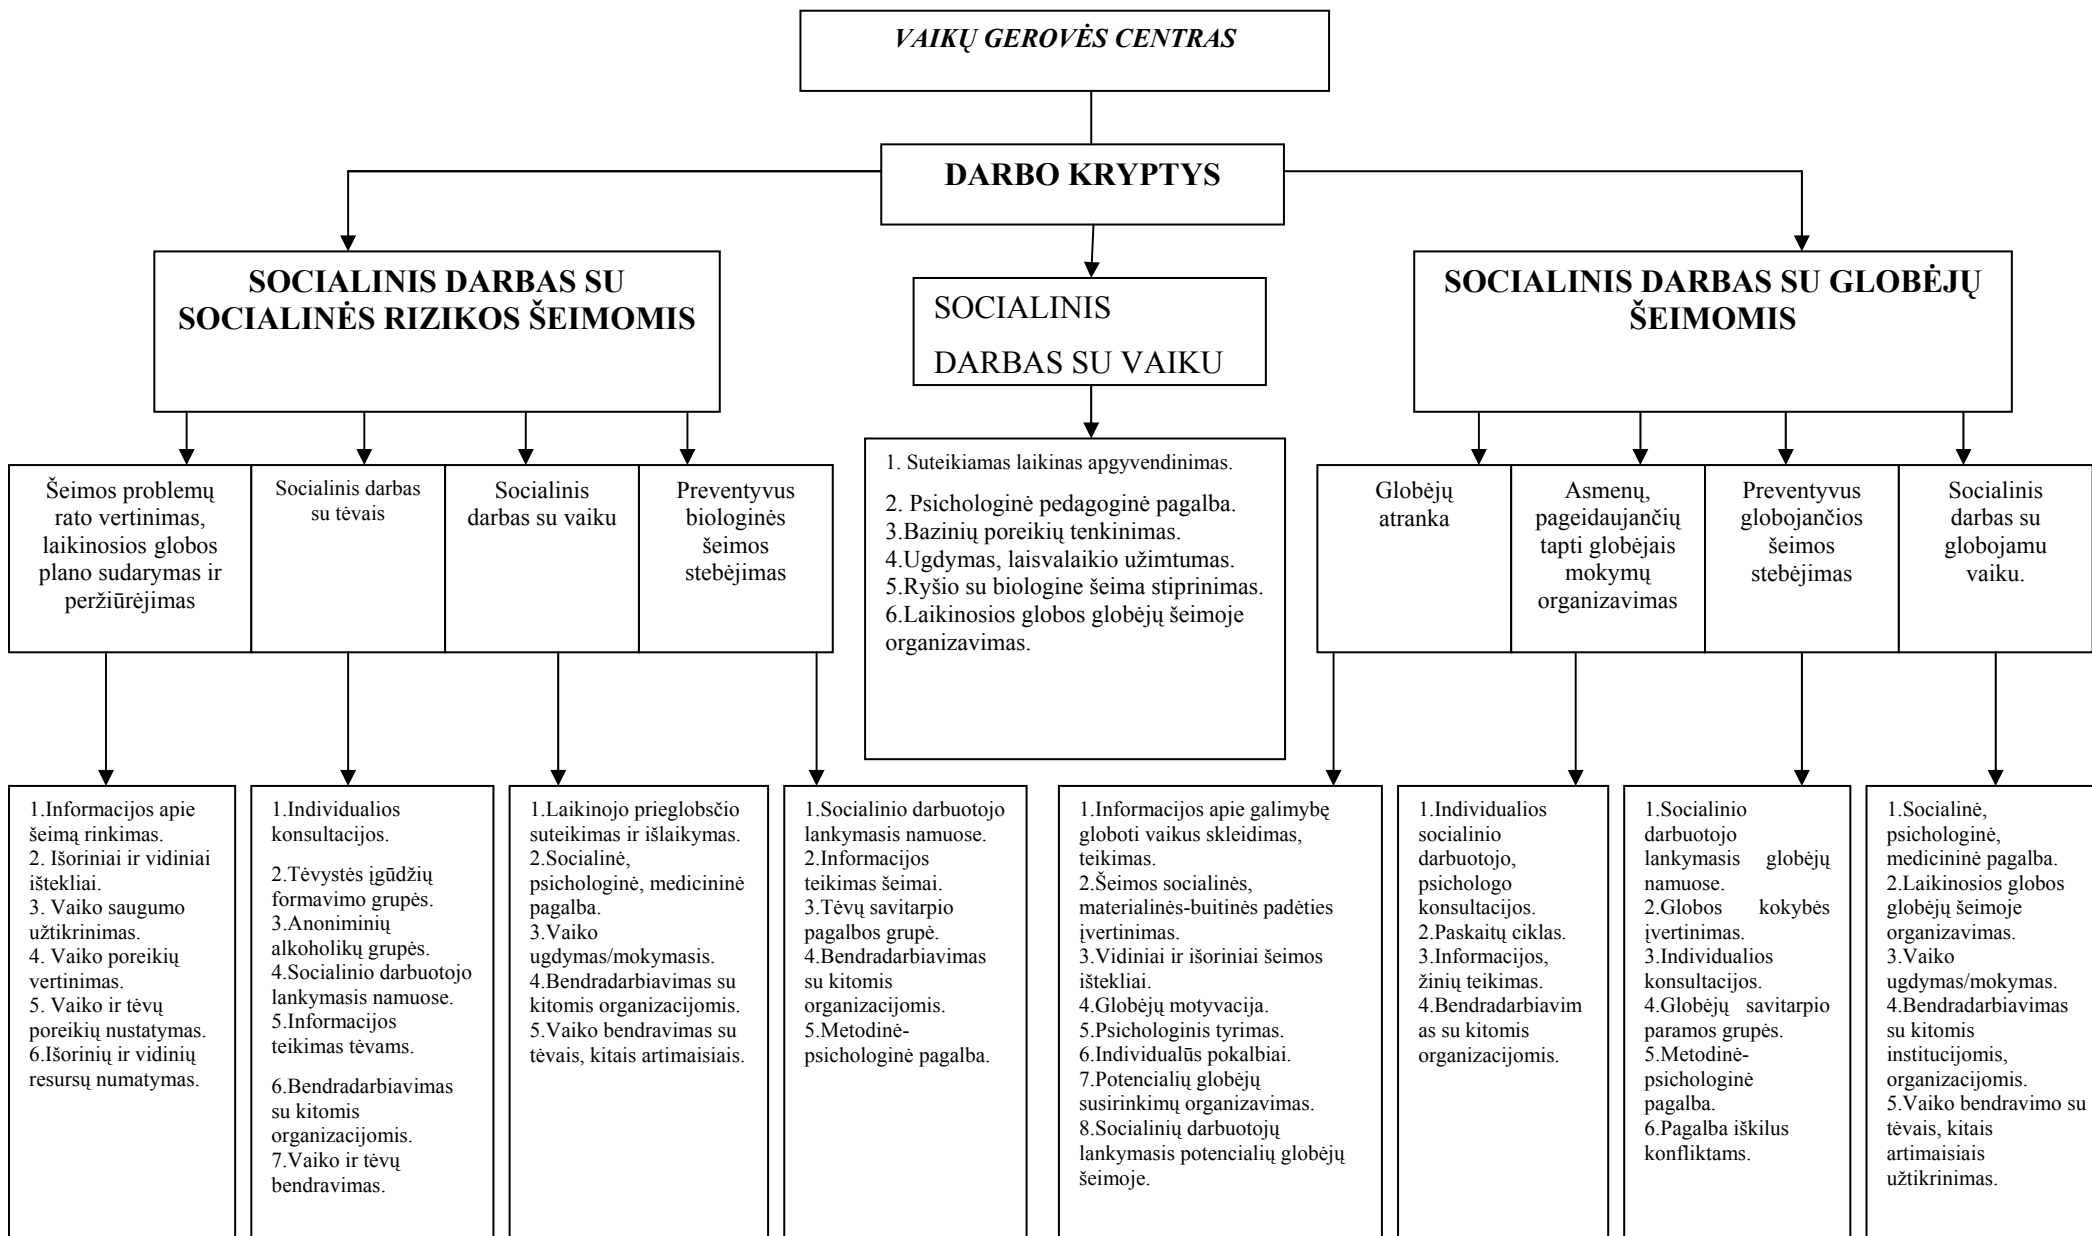 VAIKŲ GEROVĖS CENTRAS
DARBO KRYPTYS
SOCIALINIS DARBAS SU
SOCIALINĖS RIZIKOS ŠEIMOMIS
SOCIALINIS
DARBAS SU VAIKU
SOCIALINIS DARBAS SU GLOBĖJŲ
ŠEIMOMIS
Šeimos problemų
rato vertinimas,
laikinosios globos
plano sudarymas ir
peržiūrėjimas
Socialinis darbas
su tėvais
Socialinis
darbas su vaiku
Preventyvus
biologinės
šeimos
stebėjimas
1. Suteikiamas laikinas apgyvendinimas.
2. Psichologinė pedagoginė pagalba.
3.Bazinių poreikių tenkinimas.
4.Ugdymas, laisvalaikio užimtumas.
5.Ryšio su biologine šeima stiprinimas.
6.Laikinosios globos globėjų šeimoje
organizavimas.
Globėjų
atranka
Asmenų,
pageidaujančių
tapti globėjais
mokymų
organizavimas
Preventyvus
globojančios
šeimos
stebėjimas
Socialinis
darbas su
globojamu
vaiku.
1.Informacijos apie
šeimą rinkimas.
2. Išoriniai ir vidiniai
ištekliai.
3. Vaiko saugumo
užtikrinimas.
4. Vaiko poreikių
vertinimas.
5. Vaiko ir tėvų
poreikių nustatymas.
6.Išorinių ir vidinių
resursų numatymas.
1.Individualios
konsultacijos.
2.Tėvystės įgūdžių
formavimo grupės.
3.Anoniminių
alkoholikų grupės.
4.Socialinio darbuotojo
lankymasis namuose.
5.Informacijos
teikimas tėvams.
6.Bendradarbiavimas
su kitomis
organizacijomis.
7.Vaiko ir tėvų
bendravimas.
1.Laikinojo prieglobsčio
suteikimas ir išlaikymas.
2.Socialinė,
psichologinė, medicininė
pagalba.
3.Vaiko
ugdymas/mokymasis.
4.Bendradarbiavimas su
kitomis organizacijomis.
5.Vaiko bendravimas su
tėvais, kitais artimaisiais.
1.Socialinio darbuotojo
lankymasis namuose.
2.Informacijos
teikimas šeimai.
3.Tėvų savitarpio
pagalbos grupė.
4.Bendradarbiavimas
su kitomis
organizacijomis.
5.Metodinė-
psichologinė pagalba.
1.Informacijos apie galimybę
globoti vaikus skleidimas,
teikimas.
2.Šeimos socialinės,
materialinės-buitinės padėties
įvertinimas.
3.Vidiniai ir išoriniai šeimos
ištekliai.
4.Globėjų motyvacija.
5.Psichologinis tyrimas.
6.Individualūs pokalbiai.
7.Potencialių globėjų
susirinkimų organizavimas.
8.Socialinių darbuotojų
lankymasis potencialių globėjų
šeimoje.
1.Individualios
socialinio
darbuotojo,
psichologo
konsultacijos.
2.Paskaitų ciklas.
3.Informacijos,
žinių teikimas.
4.Bendradarbiavim
as su kitomis
organizacijomis.
1.Socialinio
darbuotojo
lankymasis globėjų
namuose.
2.Globos kokybės
įvertinimas.
3.Individualios
konsultacijos.
4.Globėjų savitarpio
paramos grupės.
5.Metodinė-
psichologinė
pagalba.
6.Pagalba iškilus
konfliktams.
1.Socialinė,
psichologinė,
medicininė pagalba.
2.Laikinosios globos
globėjų šeimoje
organizavimas.
3.Vaiko
ugdymas/mokymas.
4.Bendradarbiavimas
su kitomis
institucijomis,
organizacijomis.
5.Vaiko bendravimo su
tėvais, kitais
artimaisiais
užtikrinimas.